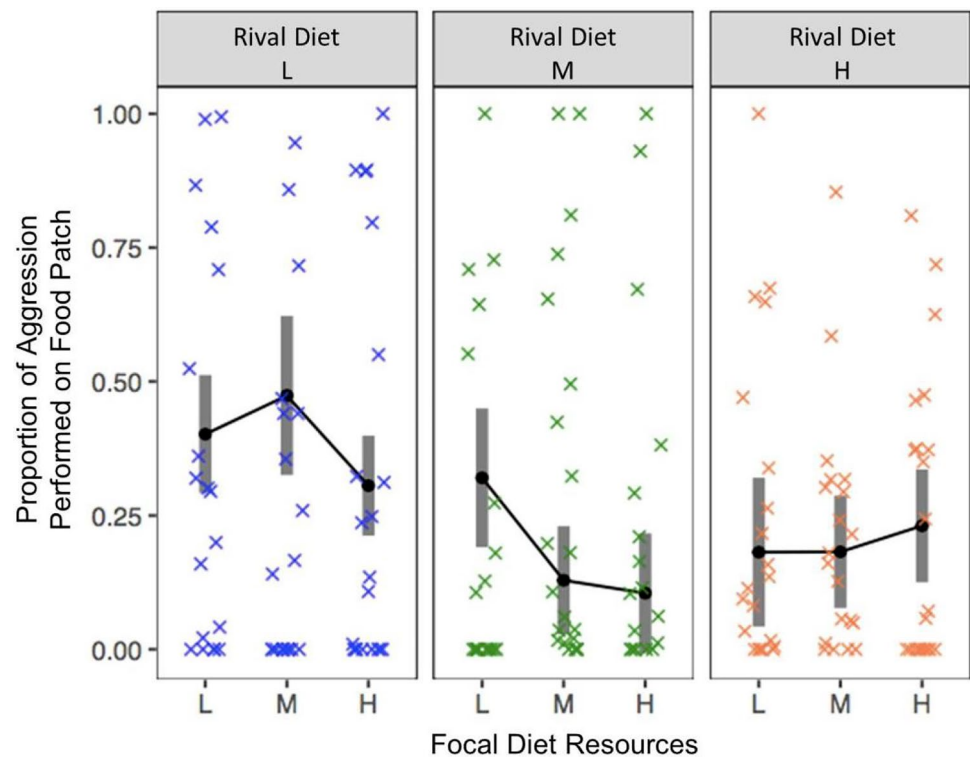 Rival Diet
L
Rival Diet
M
Rival Diet
H
Proportion of Aggression
Performed on Food Patch
1.00
0.75
0.50
0.25
0.00
L M H
L M H
L M H
Focal Diet Resources